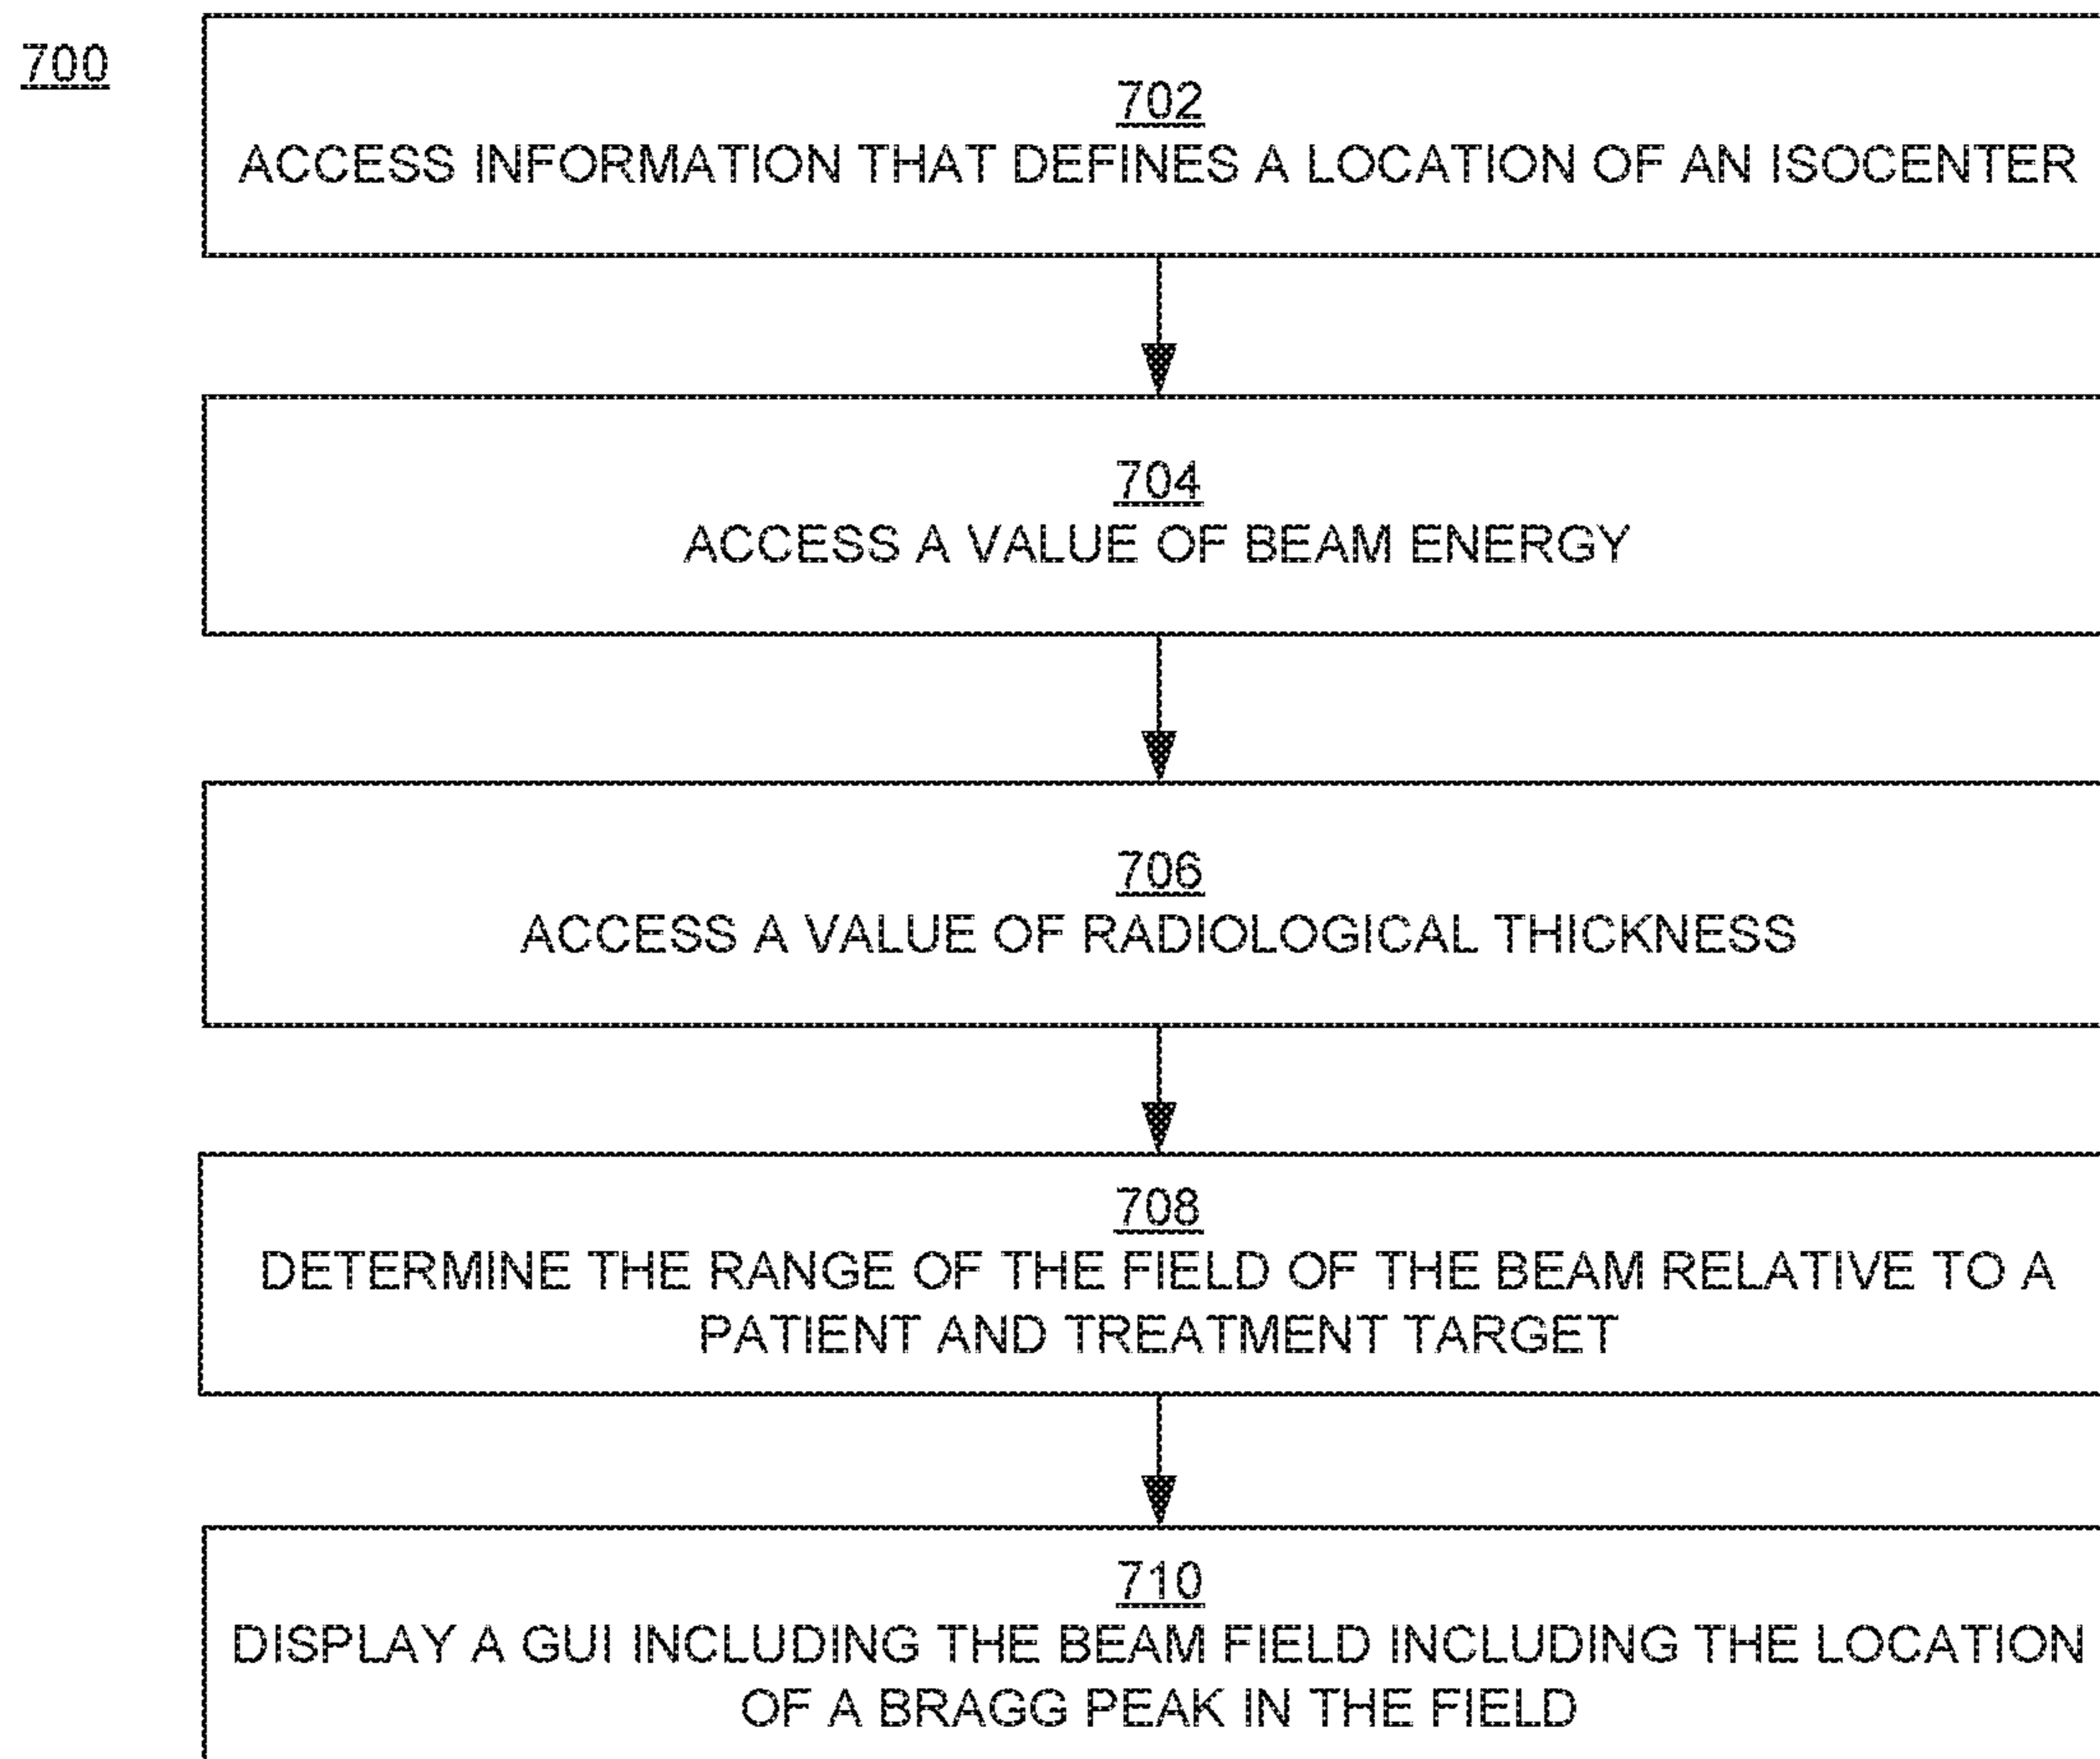 700
702
ACCESS INFORMATION THAT DEFINES A LOCATION OF AN ISOCENTER
704
ACCESS A VALUE OF BEAM ENERGY
706
ACCESS A VALUE OF RADIOLOGICAL THICKNESS
708
DETERMINE THE RANGE OF THE FIELD OF THE BEAM RELATIVE TO A
PATIENT AND TREATMENT TARGET
710
DISPLAY A GUI INCLUDING THE BEAM FIELD INCLUDING THE LOCATION
OF A BRAGG PEAK IN THE FIELD